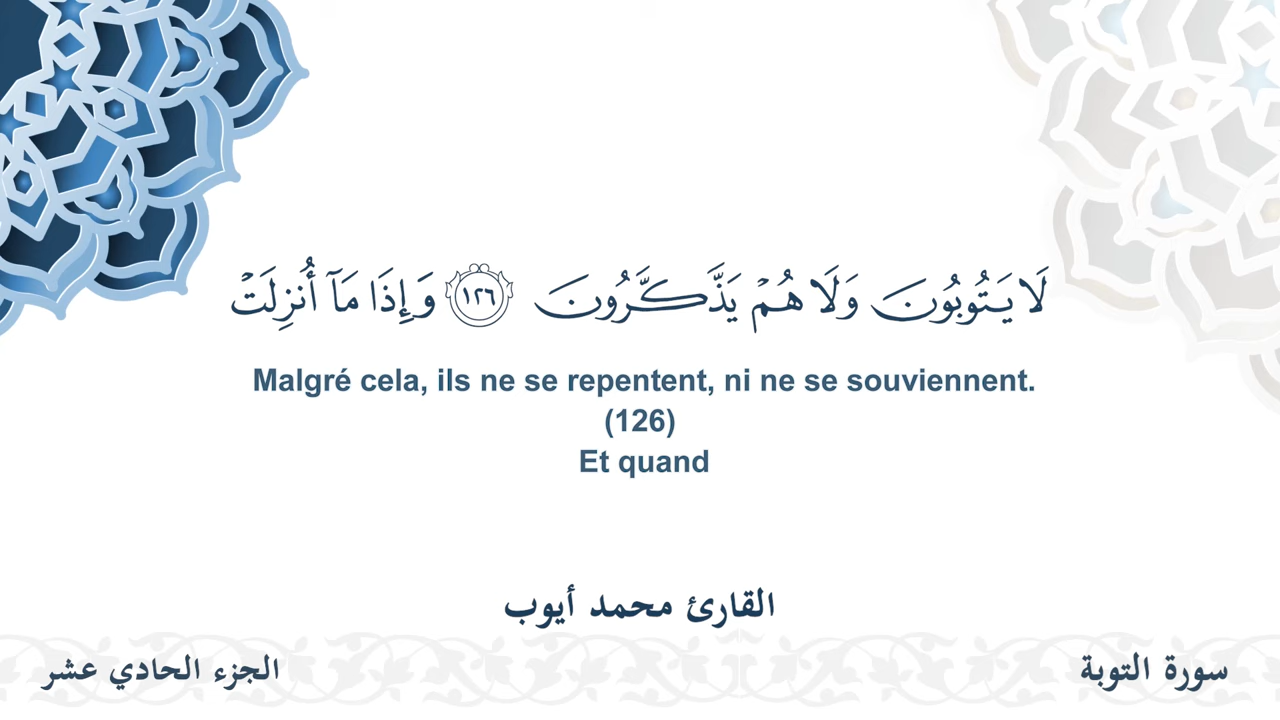 لَا يَتُوبُونَ وَلَا هُمۡ يَذَّكَّرُونَ ١٢٦ وَإِذَا مَآ أُنزِلَتۡ
Malgré cela, ils ne se repentent, ni ne se souviennent.
(126)
Et quand
القارئ محمد أيوب
سورة التوبة
الجزء الحادي عشر